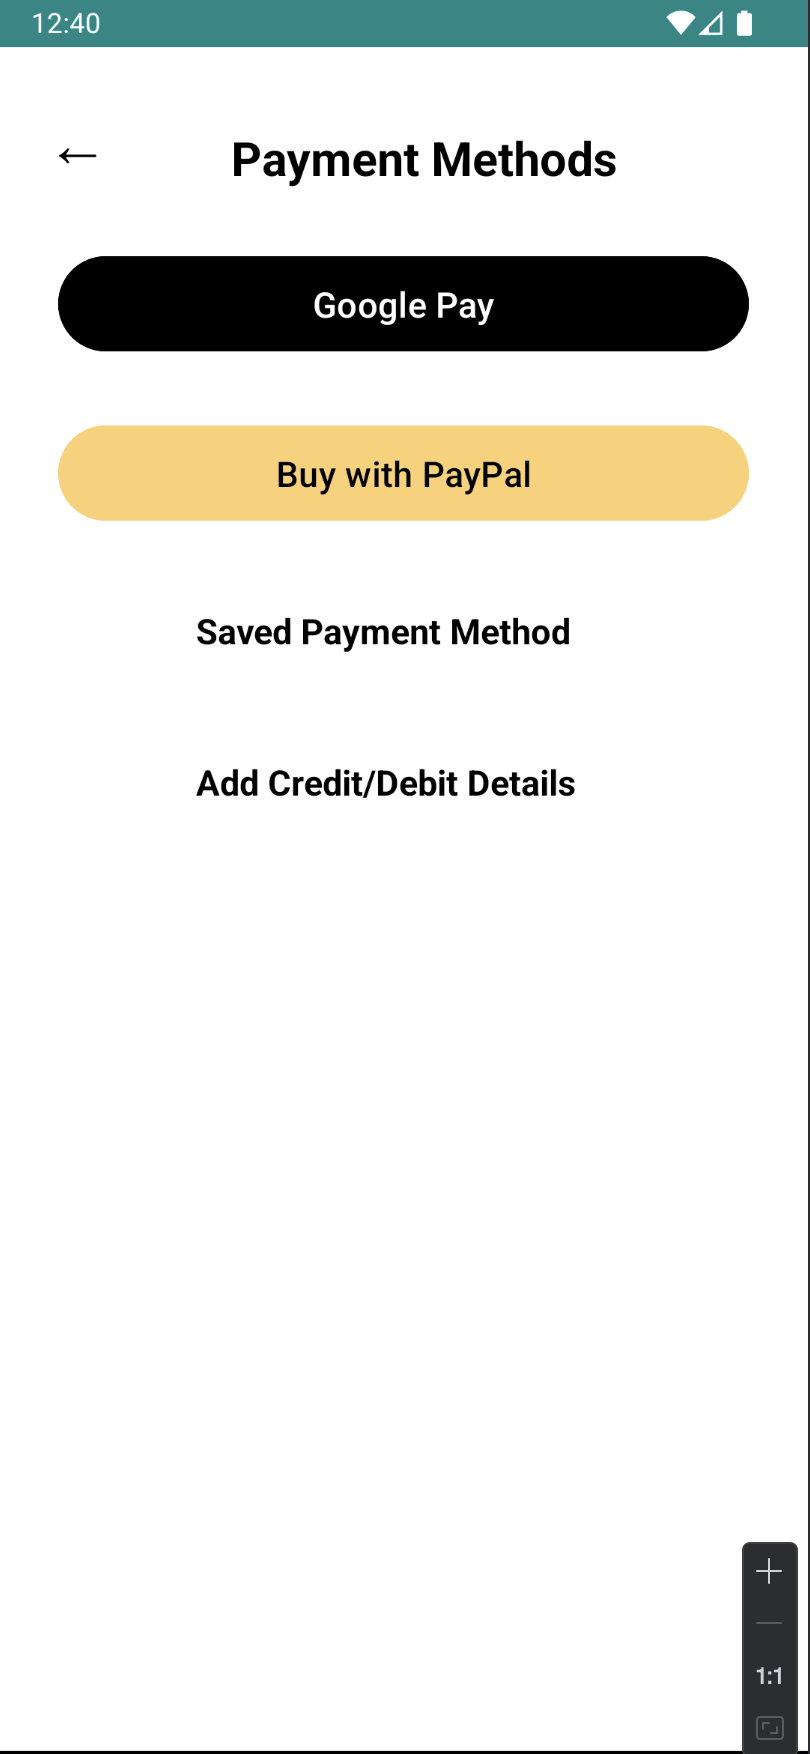 12:40
Payment Methods
Google Pay
Buy with PayPal
Saved Payment Method
Add Credit/Debit Details
1:1